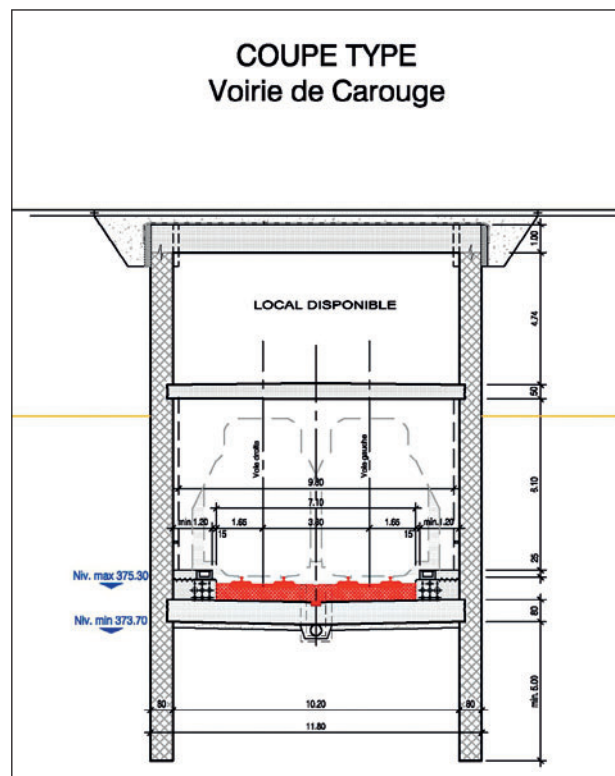 COUPE TYPE
Voirie de Carouge
1.00
LOCAL DISPONIBLE
4.74
50
Voie droite
Voie gauche
6.10
9.80
7.10
min.1.20
1.65
3.80
1.65
min.1.20
15
15
25
Niv. max 375.30
80
Niv. min 373.70
min. 5.00
80
10.20
80
11.80